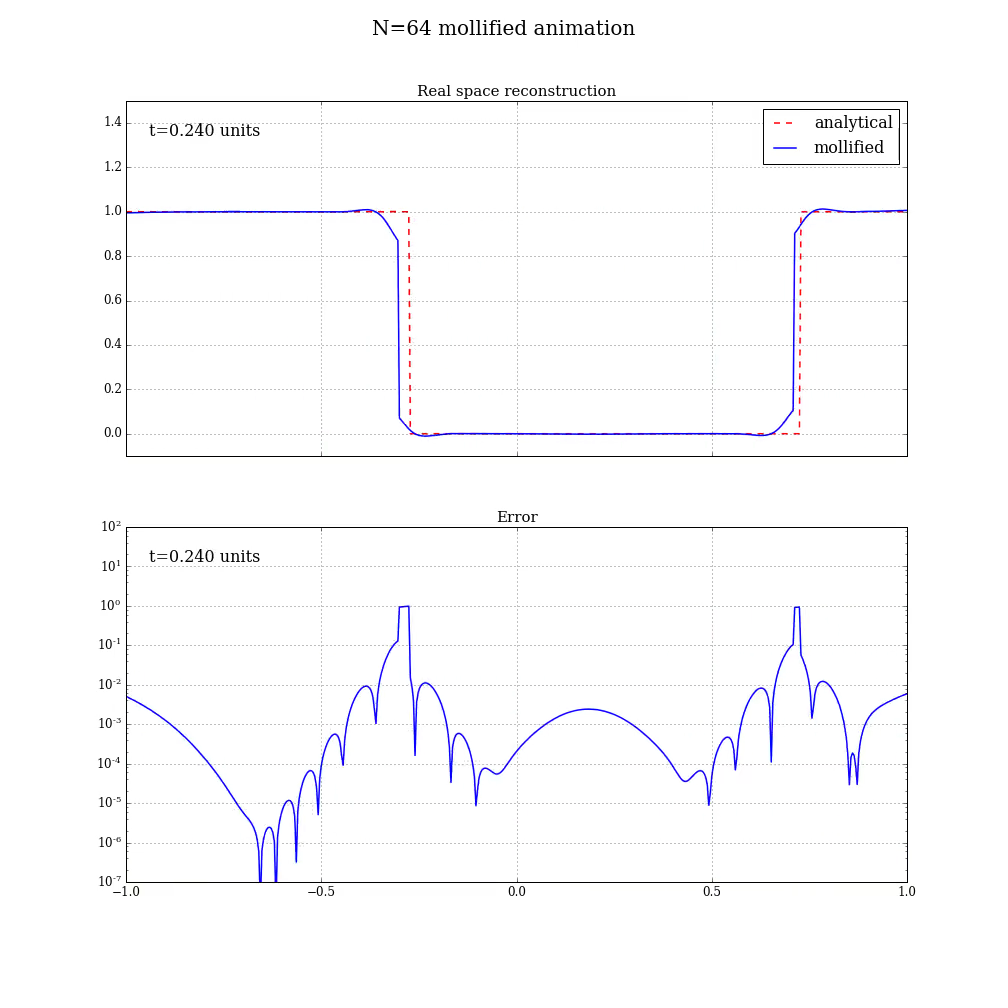 N=64 mollified animation
Real space reconstruction
t=0.240 units
analytical
mollified
1.4
1.2
1.0
0.8
0.6
0.4
0.2
0.0
Error
t=0.240 units
10²
10¹
10⁰
10⁻¹
10⁻²
10⁻³
10⁻⁴
10⁻⁵
10⁻⁶
10⁻⁷
−1.0 −0.5 0.0 0.5 1.0